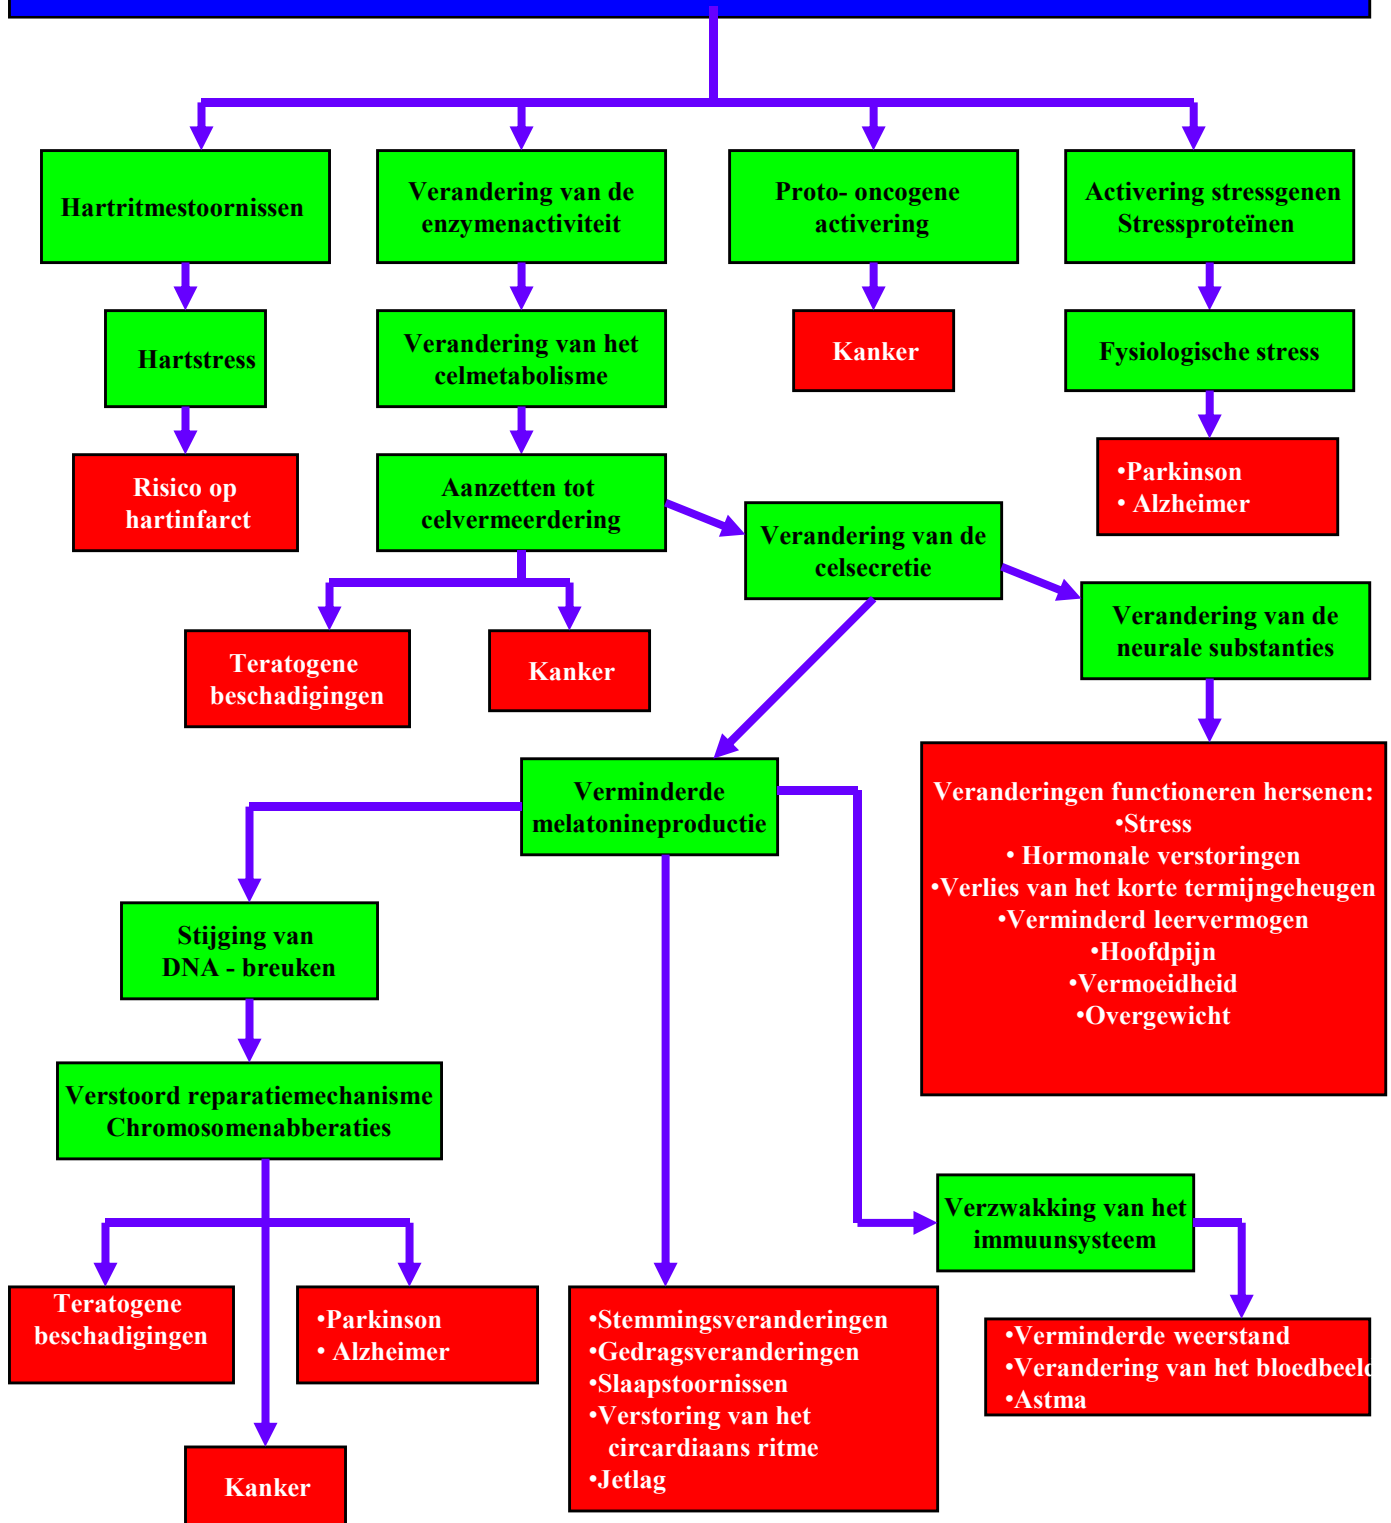 Hartritmestoornissen
Verandering van de
enzymenactiviteit
Proto- oncogene
activering
Activering stressgenen
Stressproteïnen
Hartstress
Verandering van het
celmetabolisme
Kanker
Fysiologische stress
Risico op
hartinfarct
Aanzetten tot
celvermeerdering
•Parkinson
• Alzheimer
Verandering van de
celsecretie
Verandering van de
neurale substanties
Teratogene
beschadigingen
Kanker
Verminderde
melatonineproductie
Veranderingen functioneren hersenen:
•Stress
• Hormonale verstoringen
•Verlies van het korte termijngeheugen
•Verminderd leervermogen
•Hoofdpijn
•Vermoeidheid
•Overgewicht
Stijging van
DNA - breuken
Verstoord reparatiemechanisme
Chromosomenabberaties
Verzwakking van het
immuunsysteem
Teratogene
beschadigingen
•Parkinson
• Alzheimer
•Stemmingsveranderingen
•Gedragsveranderingen
•Slaapstoornissen
•Verstoring van het
circardiaans ritme
•Jetlag
•Verminderde weerstand
•Verandering van het bloedbeeld
•Astma
Kanker